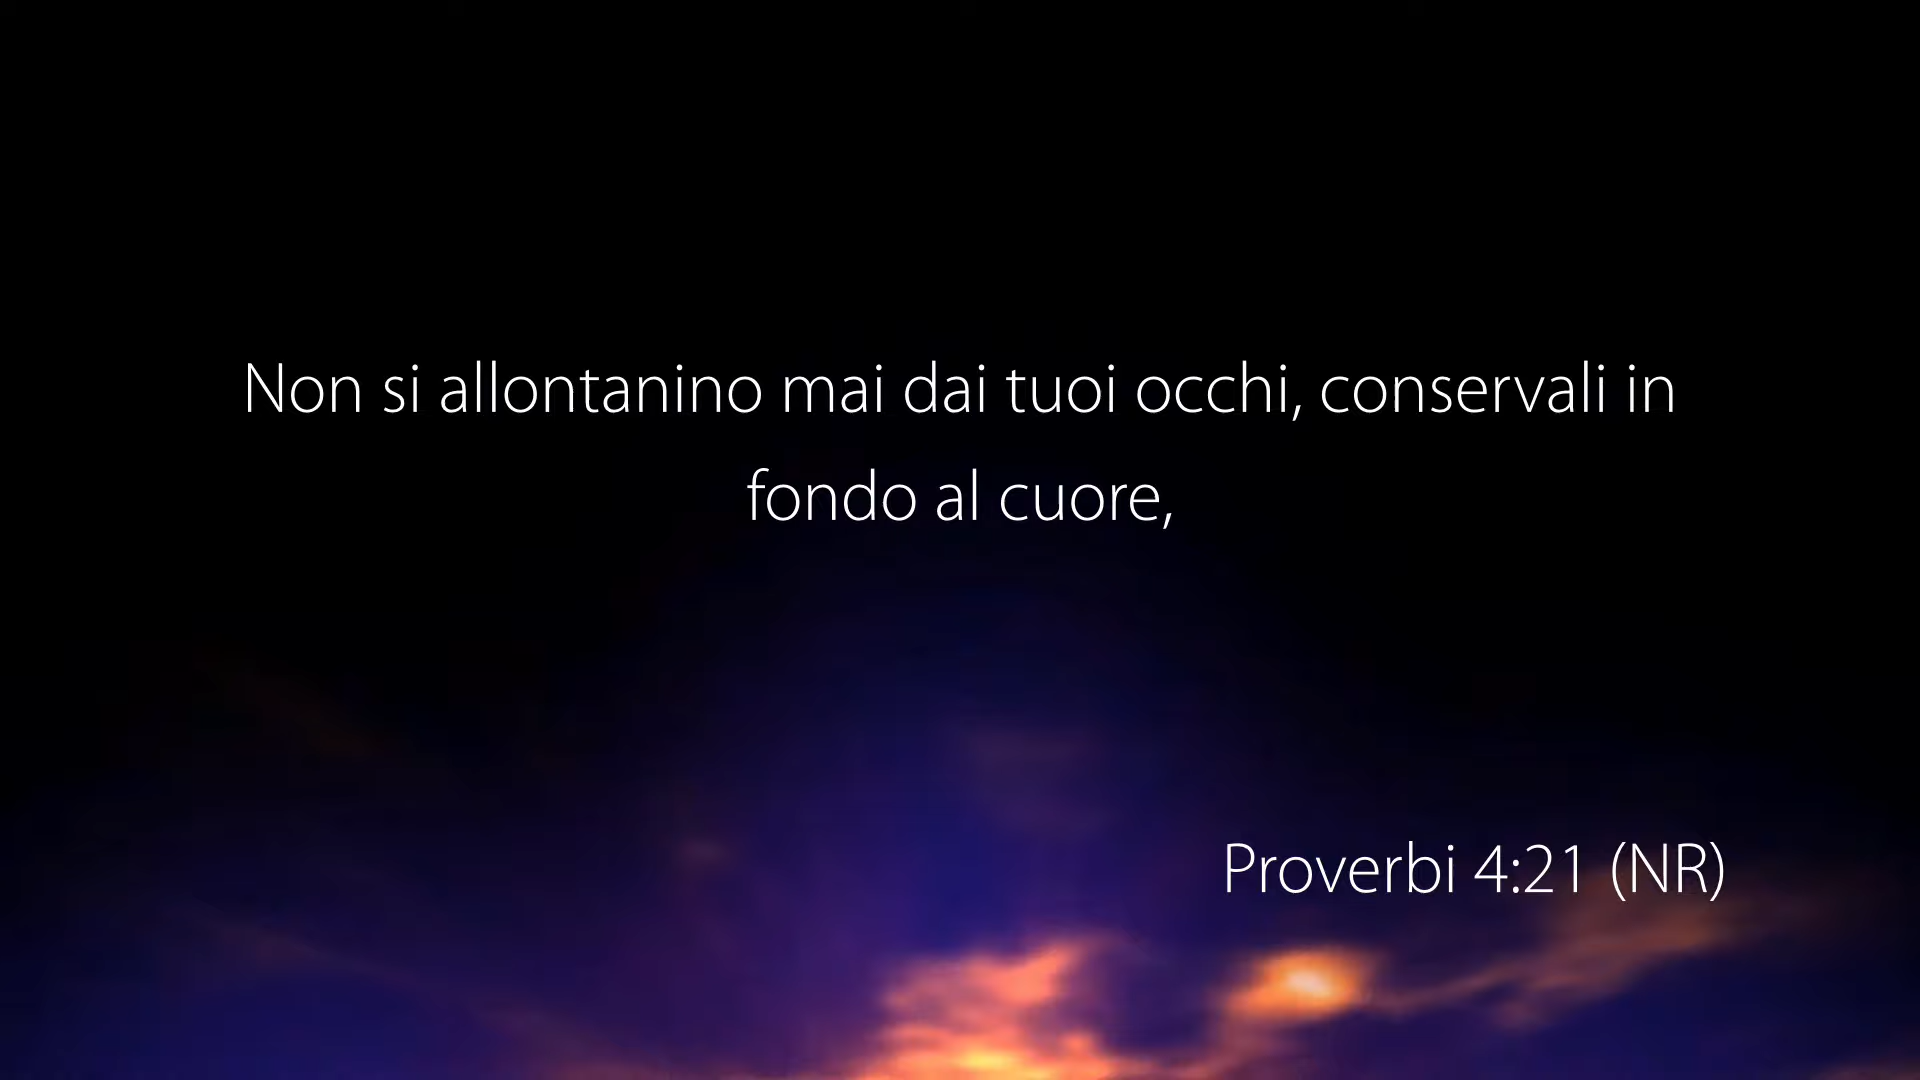 Non si allontanino mai dai tuoi occhi, conservali in
fondo al cuore,
Proverbi 4:21 (NR)